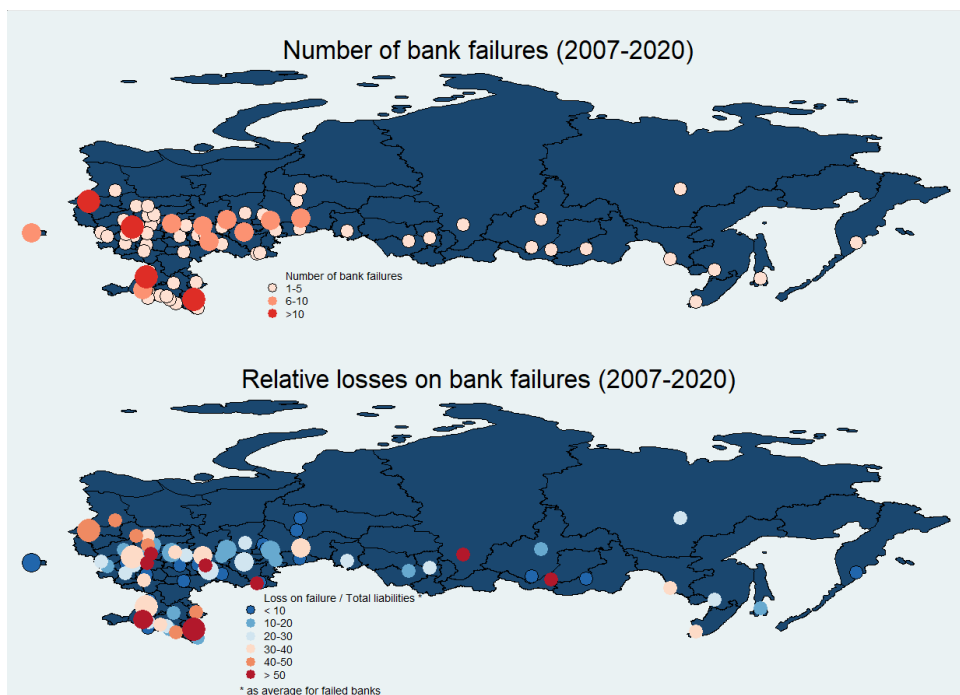 Number of bank failures (2007-2020)
Number of bank failures
1-5
6-10
>10
Relative losses on bank failures (2007-2020)
Loss on failure / Total liabilities *
< 10
10-20
20-30
30-40
40-50
> 50
* as average for failed banks